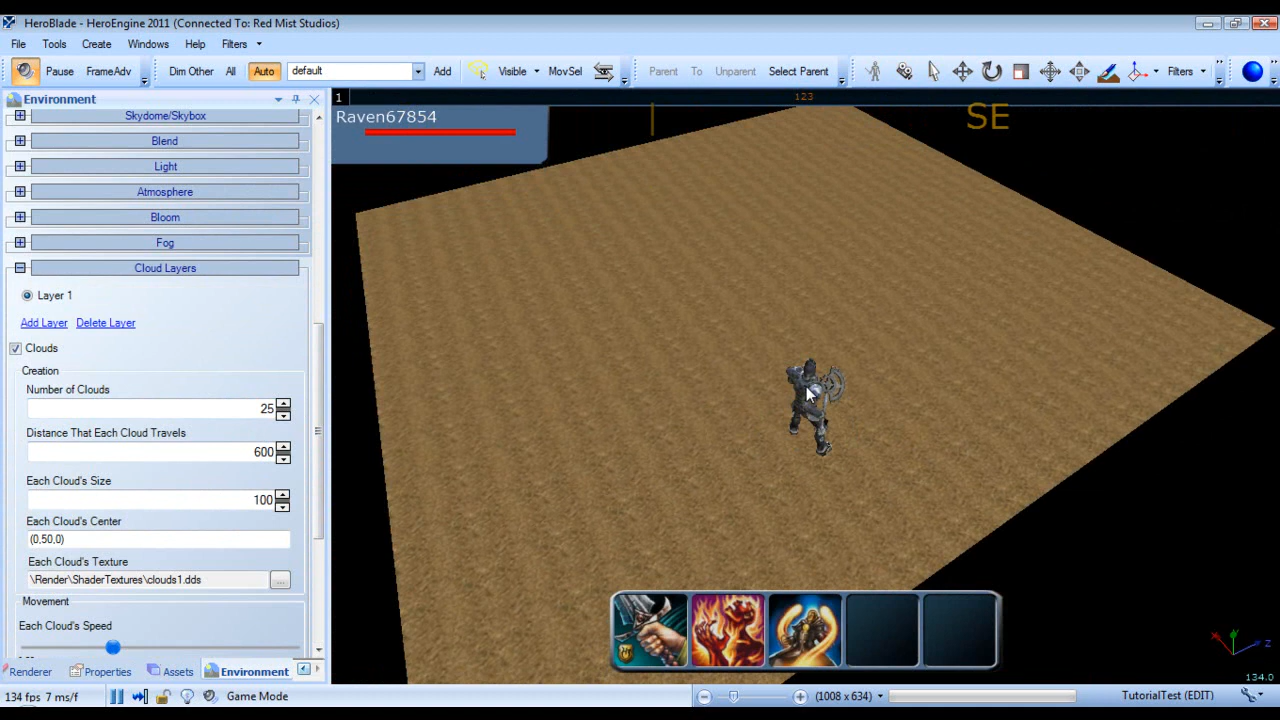 HeroBlade - HeroEngine 2011 (Connected To: Red Mist Studios)
File Tools Create Windows Help Filters
Pause FrameAdv Dim Other All Auto default Add Visible MovSel Parent To Unparent Select Parent Filters
Environment
1
123
Skydome/Skybox
Raven67854
SE
Blend
Light
Atmosphere
Bloom
Fog
Cloud Layers
Layer 1
Add Layer Delete Layer
Clouds
Creation
Number of Clouds
25
Distance That Each Cloud Travels
600
Each Cloud's Size
100
Each Cloud's Center
(0,50,0)
Each Cloud's Texture
\Render\ShaderTextures\clouds1.dds ...
Movement
Each Cloud's Speed
x y z
Renderer Properties Assets Environment
134.0
134 fps 7 ms/f Game Mode (1008 x 634) TutorialTest (EDIT)